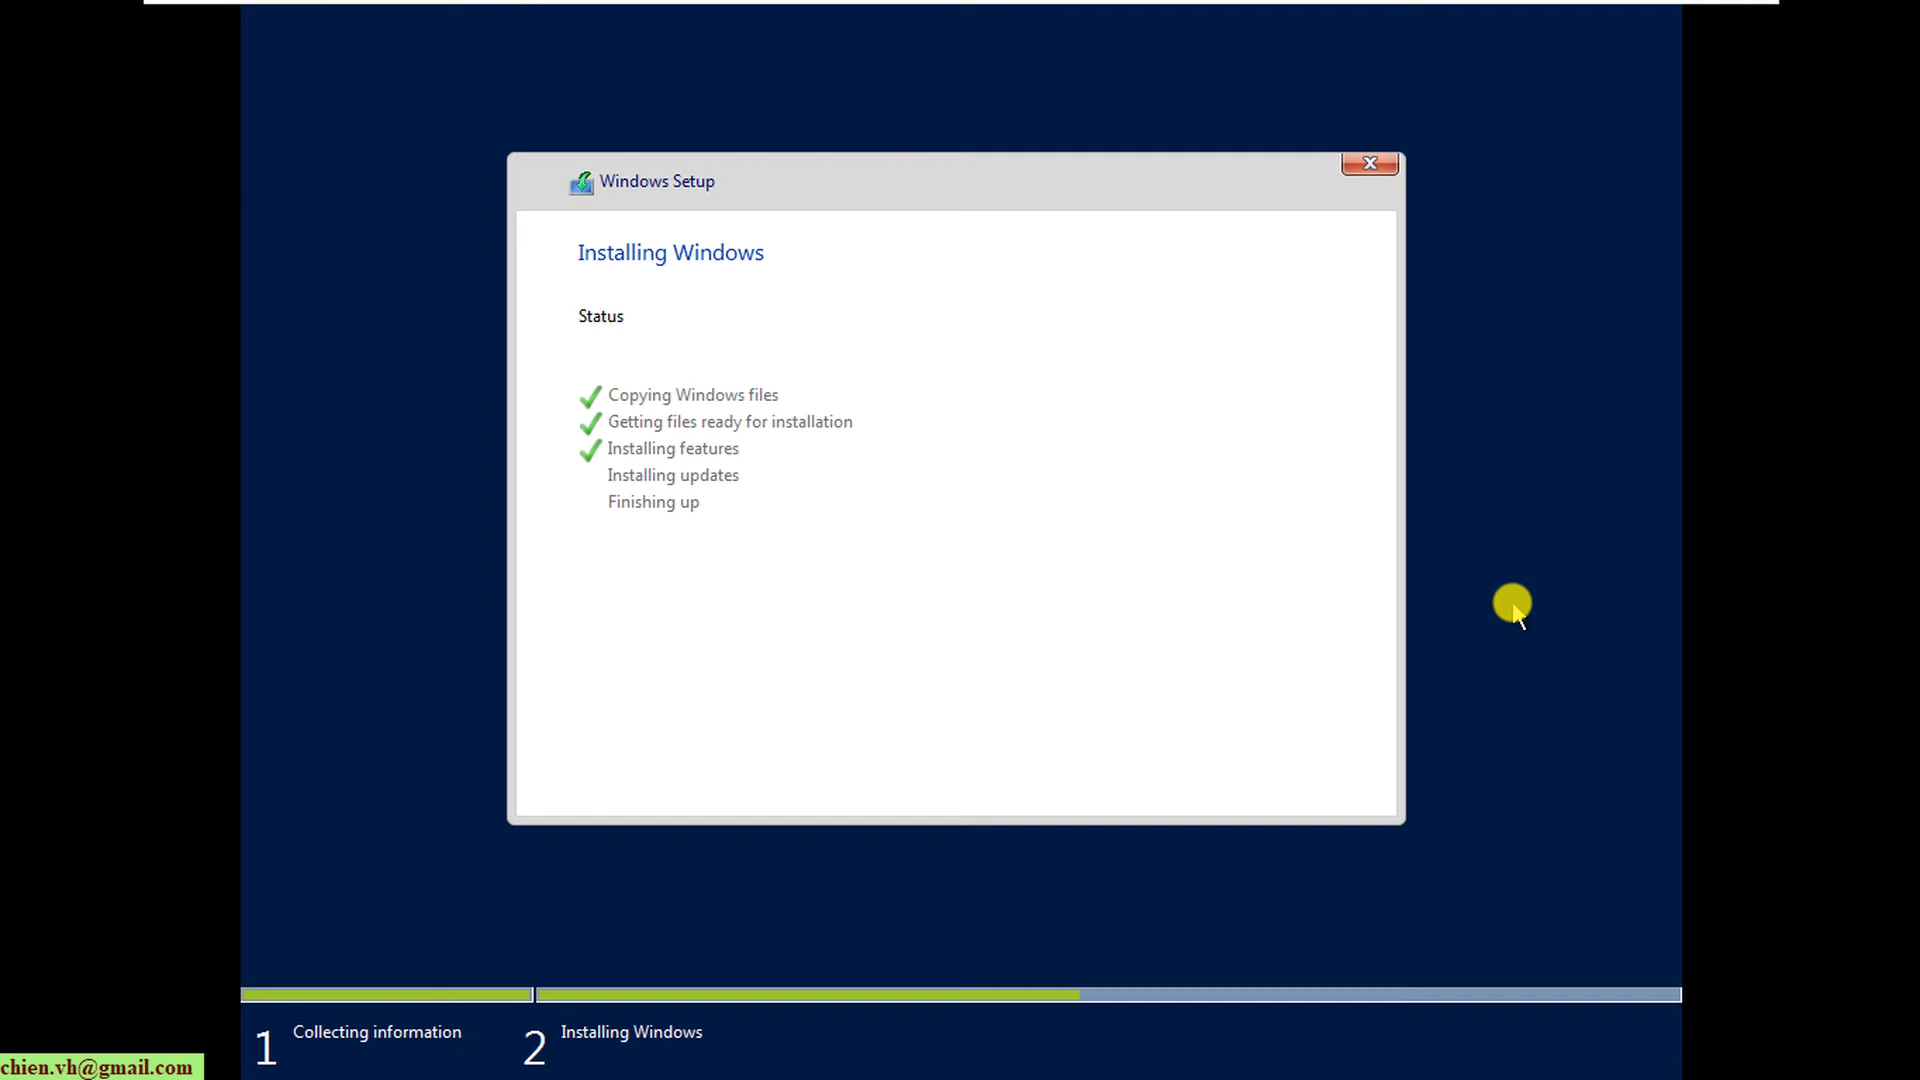 Windows Setup
Installing Windows
Status
Copying Windows files
Getting files ready for installation
Installing features
Installing updates
Finishing up
1 Collecting information
2 Installing Windows
chien.vh@gmail.com